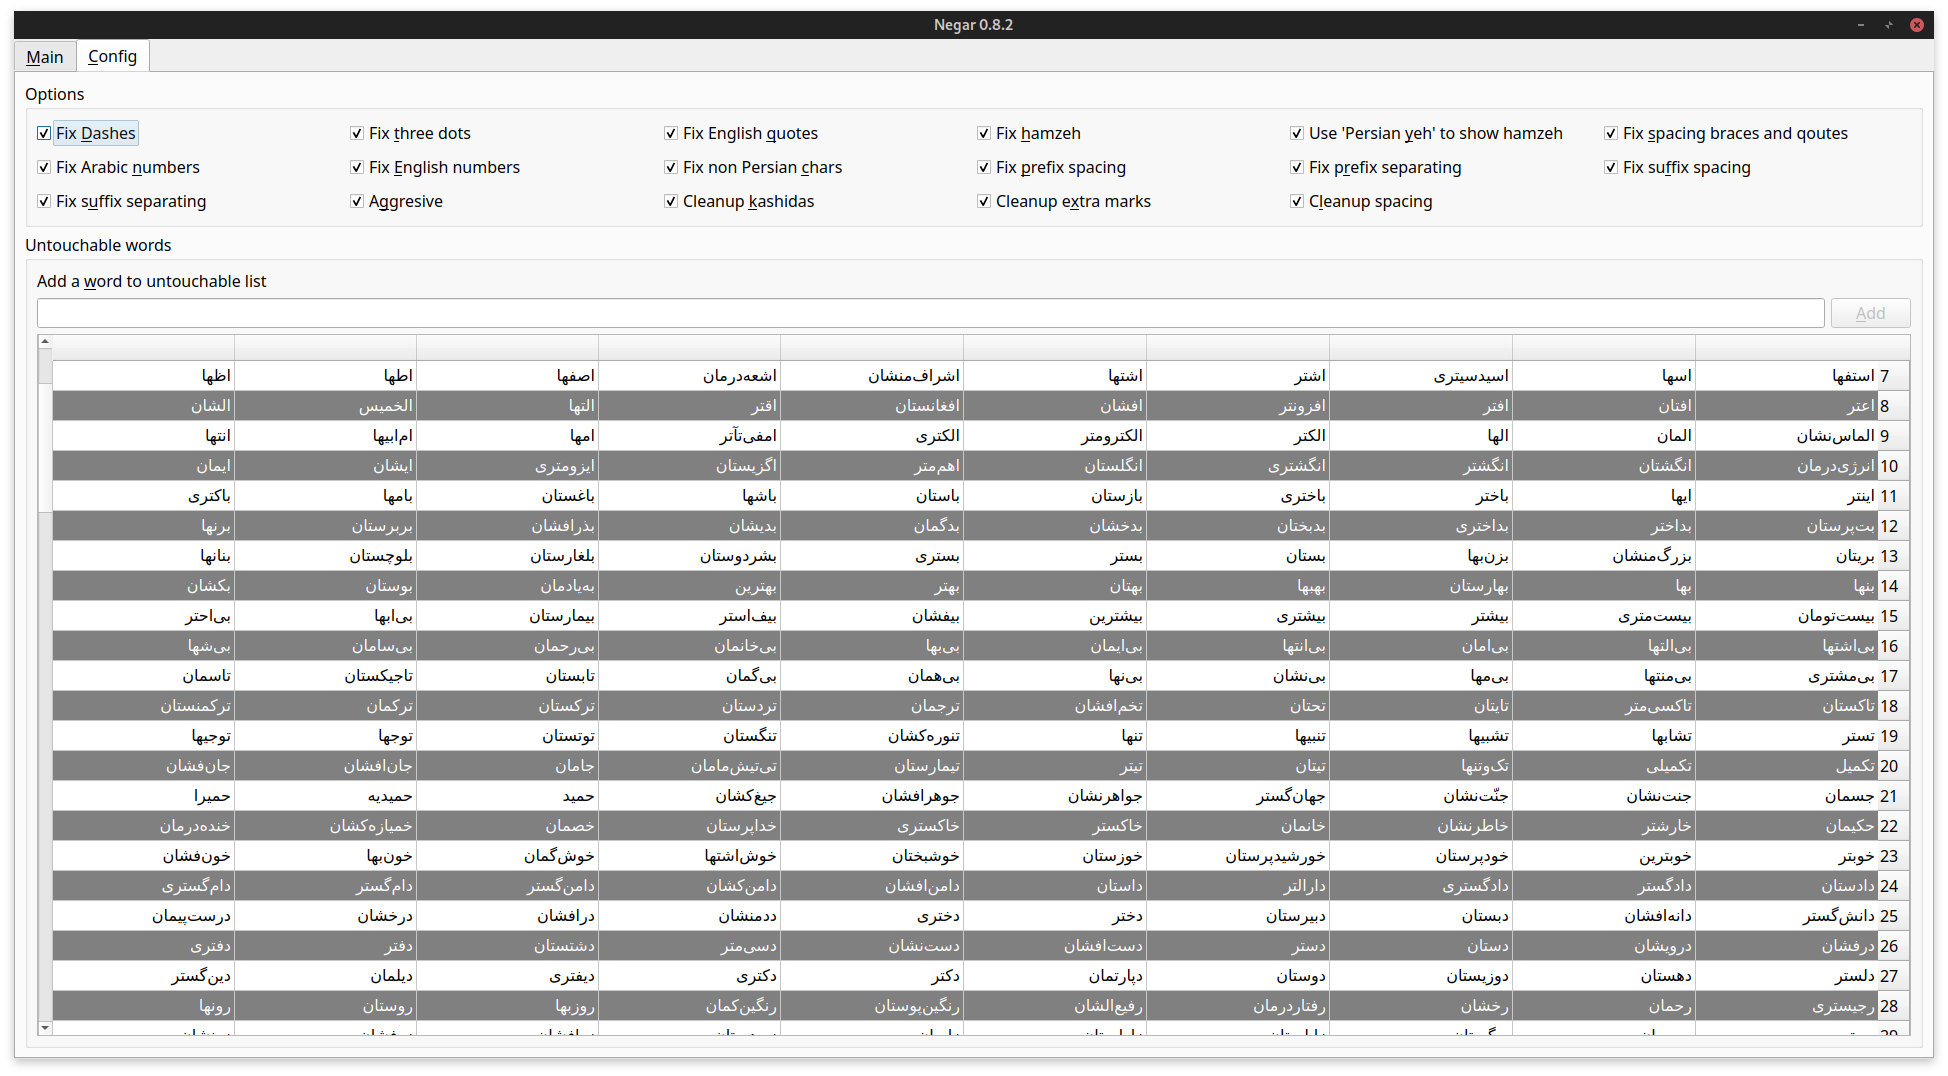 Negar 0.8.2
Main Config
Options
Fix Dashes Fix three dots Fix English quotes Fix hamzeh Use 'Persian yeh' to show hamzeh Fix spacing braces and qoutes
Fix Arabic numbers Fix English numbers Fix non Persian chars Fix prefix spacing Fix prefix separating Fix suffix spacing
Fix suffix separating Aggresive Cleanup kashidas Cleanup extra marks Cleanup spacing
Untouchable words
Add a word to untouchable list
Add
7 استفها اسها اسیدسیتری اشتر اشتها اشراف‌منشان اشعه‌درمان اصفها اطها اظها
8 اعتر افتان افتر افزونتر افشان افغانستان اقتر التها الخمیس الشان
9 الماس‌نشان المان الها الکتر الکترومتر الکتری امفی‌تآتر امها ام‌ابیها انتها
10 انرژی‌درمان انگشتان انگشتر انگشتری انگلستان اهم‌متر اگزیستان ایزومتری ایشان ایمان
11 اینتر ایها باختر باختری بازستان باستان باشها باغستان بامها باکتری
12 بت‌پرستان بداختر بداختری بدبختان بدخشان بدگمان بدیشان بذرافشان بربرستان برنها
13 بریتان بزرگ‌منشان بزن‌بها بستان بستر بستری بشردوستان بلغارستان بلوچستان بنانها
14 بنها بها بهارستان بهبها بهتان بهتر بهترین به‌یادمان بوستان بکشان
15 بیست‌تومان بیست‌متری بیشتر بیشتری بیشترین بیفشان بیف‌استر بیمارستان بی‌ابها بی‌احتر
16 بی‌اشتها بی‌التها بی‌امان بی‌انتها بی‌ایمان بی‌بها بی‌خانمان بی‌رحمان بی‌سامان بی‌شها
17 بی‌مشتری بی‌منتها بی‌مها بی‌نشان بی‌نها بی‌همان بی‌گمان تابستان تاجیکستان تاسمان
18 تاکستان تاکسی‌متر تایتان تحتان تخم‌افشان ترجمان تردستان ترکستان ترکمان ترکمنستان
19 تستر تشابها تشبیها تنبیها تنها تنوره‌کشان تنگستان توتستان توجها توجیها
20 تکمیل تکمیلی تک‌وتنها تیتان تیتر تیمارستان تی‌تیش‌مامان جامان جان‌افشان جان‌فشان
21 جسمان جنت‌نشان جنّت‌نشان جهان‌گستر جواهرنشان جوهرافشان جیغ‌کشان حمید حمیدیه حمیرا
22 حکیمان خارشتر خاطرنشان خانمان خاکستر خاکستری خداپرستان خصمان خمیازه‌کشان خنده‌درمان
23 خوبتر خوبترین خودپرستان خورشیدپرستان خوزستان خوشبختان خوش‌اشتها خوش‌گمان خون‌بها خون‌فشان
24 دادستان دادگستر دادگستری دارالتر داستان دامن‌افشان دامن‌کشان دامن‌گستر دام‌گستر دام‌گستری
25 دانش‌گستر دانه‌افشان دبستان دبیرستان دختر دختری ددمنشان درافشان درخشان درست‌پیمان
26 درفشان درویشان دستان دستر دست‌افشان دست‌نشان دسی‌متر دشتستان دفتر دفتری
27 دلستر دهستان دوزیستان دوستان دپارتمان دکتر دکتری دیفتری دیلمان دین‌گستر
28 رجیستری رحمان رخشان رفتاردرمان رفیع‌الشان رنگین‌پوستان رنگین‌کمان روزبها روستان رونها